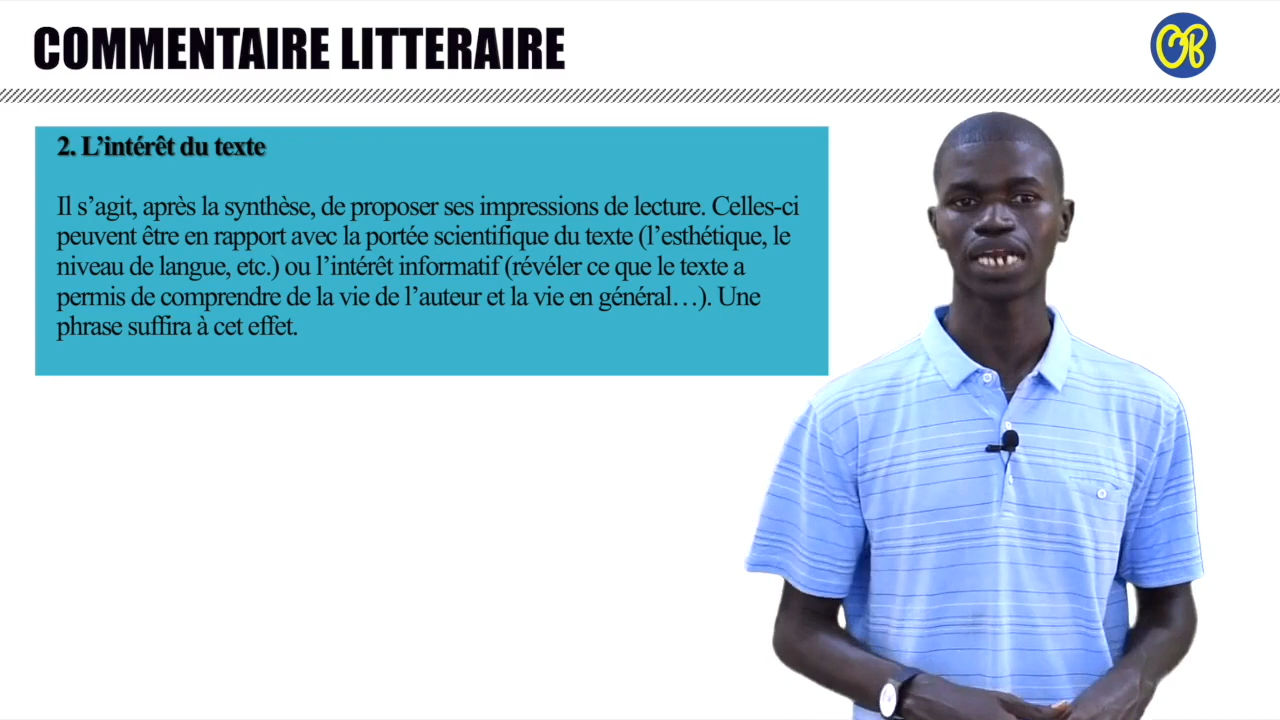 COMMENTAIRE LITTERAIRE
2. L’intérêt du texte
Il s’agit, après la synthèse, de proposer ses impressions de lecture. Celles-ci
peuvent être en rapport avec la portée scientifique du texte (l’esthétique, le
niveau de langue, etc.) ou l’intérêt informatif (révéler ce que le texte a
permis de comprendre de la vie de l’auteur et la vie en général…). Une
phrase suffira à cet effet.